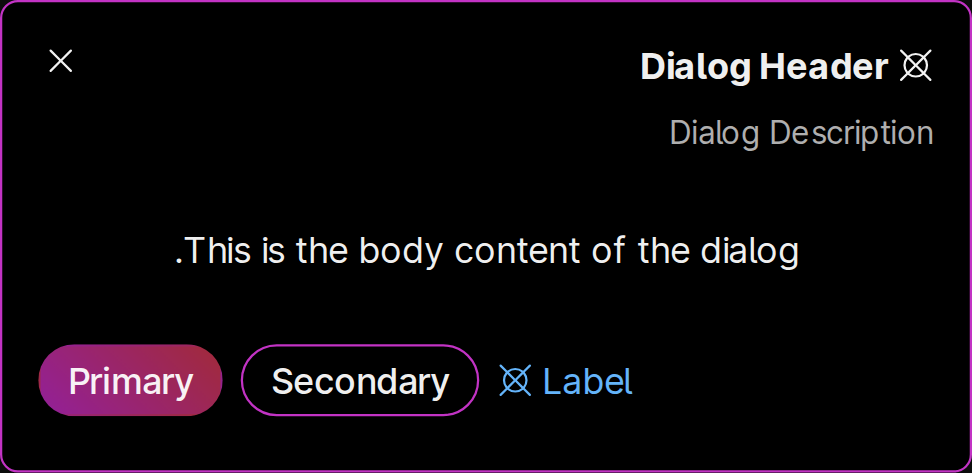 Dialog Header
Dialog Description
.This is the body content of the dialog
Primary
Secondary
Label